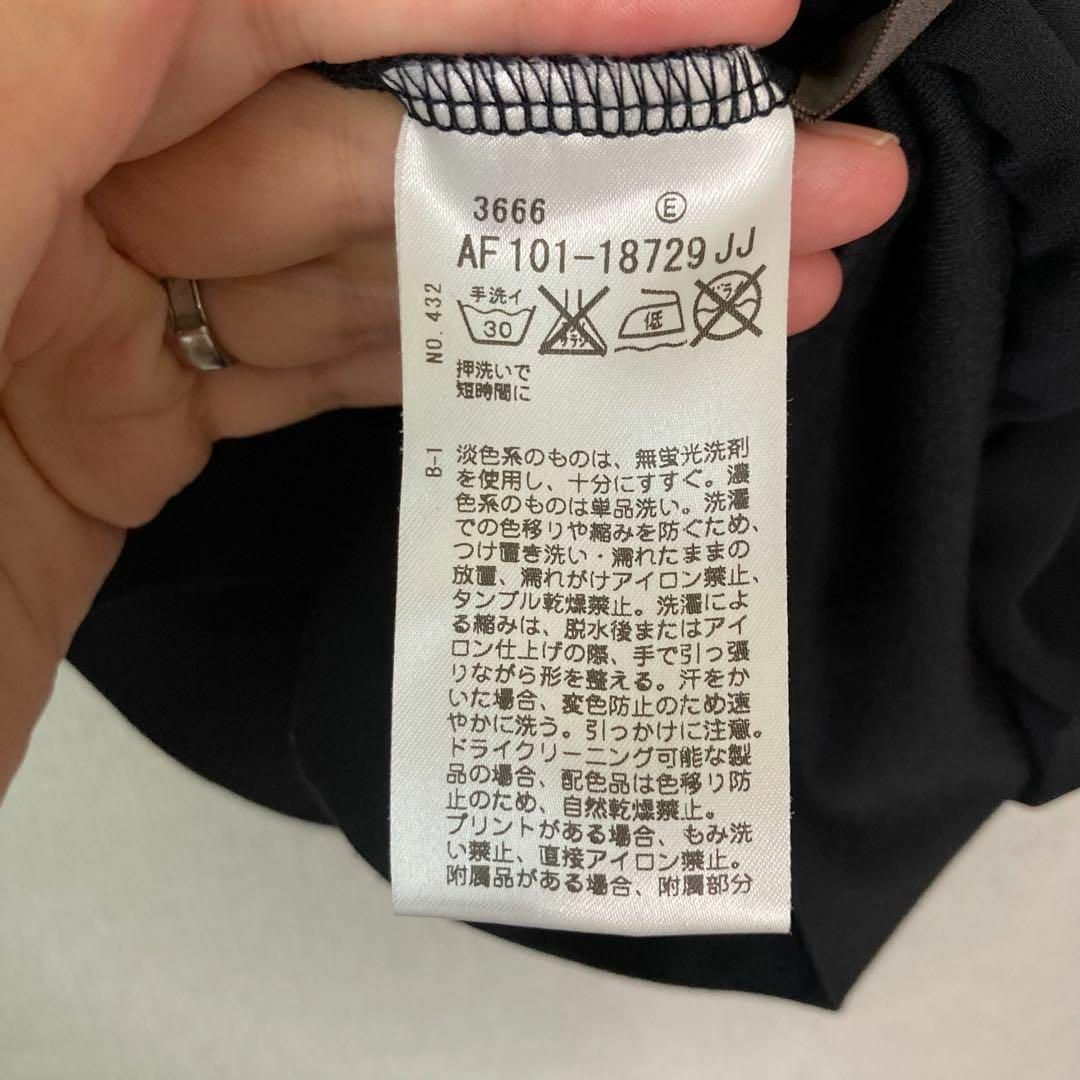 3666 Ⓔ
AF 101-18729 JJ
NO. 432
手洗イ
30
サラシ
低
ドライ
押洗いで
短時間に
B-1
淡色系のものは、無蛍光洗剤
を使用し、十分にすすぐ。濃
色系のものは単品洗い。洗濯
での色移りや縮みを防ぐため、
つけ置き洗い・濡れたままの
放置、濡れがけアイロン禁止、
タンブル乾燥禁止。洗濯によ
る縮みは、脱水後またはアイ
ロン仕上げの際、手で引っ張
りながら形を整える。汗をか
いた場合、変色防止のため速
やかに洗う。引っかけに注意。
ドライクリーニング可能な製
品の場合、配色品は色移り防
止のため、自然乾燥禁止。
プリントがある場合、もみ洗
い禁止、直接アイロン禁止。
附属品がある場合、附属部分